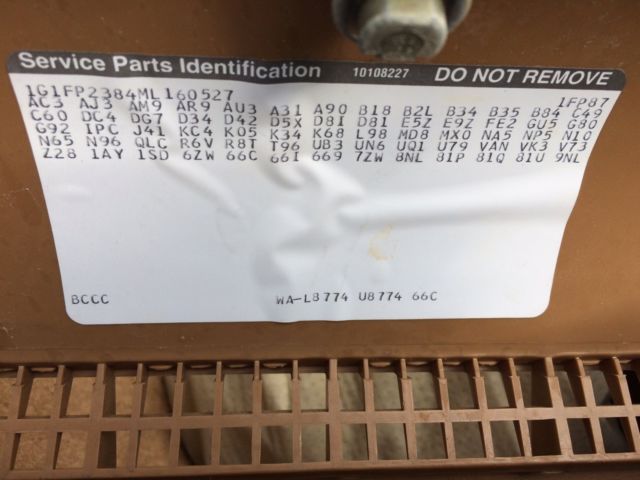 Service Parts Identification 10108227 DO NOT REMOVE
1G1FP2384ML160527 1FP87
AC3 AJ3 AM9 AR9 AU3 A31 A90 B18 B2L B34 B35 B84 C49
C60 DC4 DG7 D34 D42 D5X D8I D81 E5Z E9Z FE2 GU5 G80
G92 IPC J41 KC4 K05 K34 K68 L98 MD8 MX0 NA5 NP5 N10
N65 N96 QLC R6V R8T T96 UB3 UN6 UQ1 U79 VAN VK3 V73
Z28 1AY 1SD 6ZW 66C 66I 669 7ZW 8NL 81P 81Q 81U 9NL
BCCC WA-L8774 U8774 66C